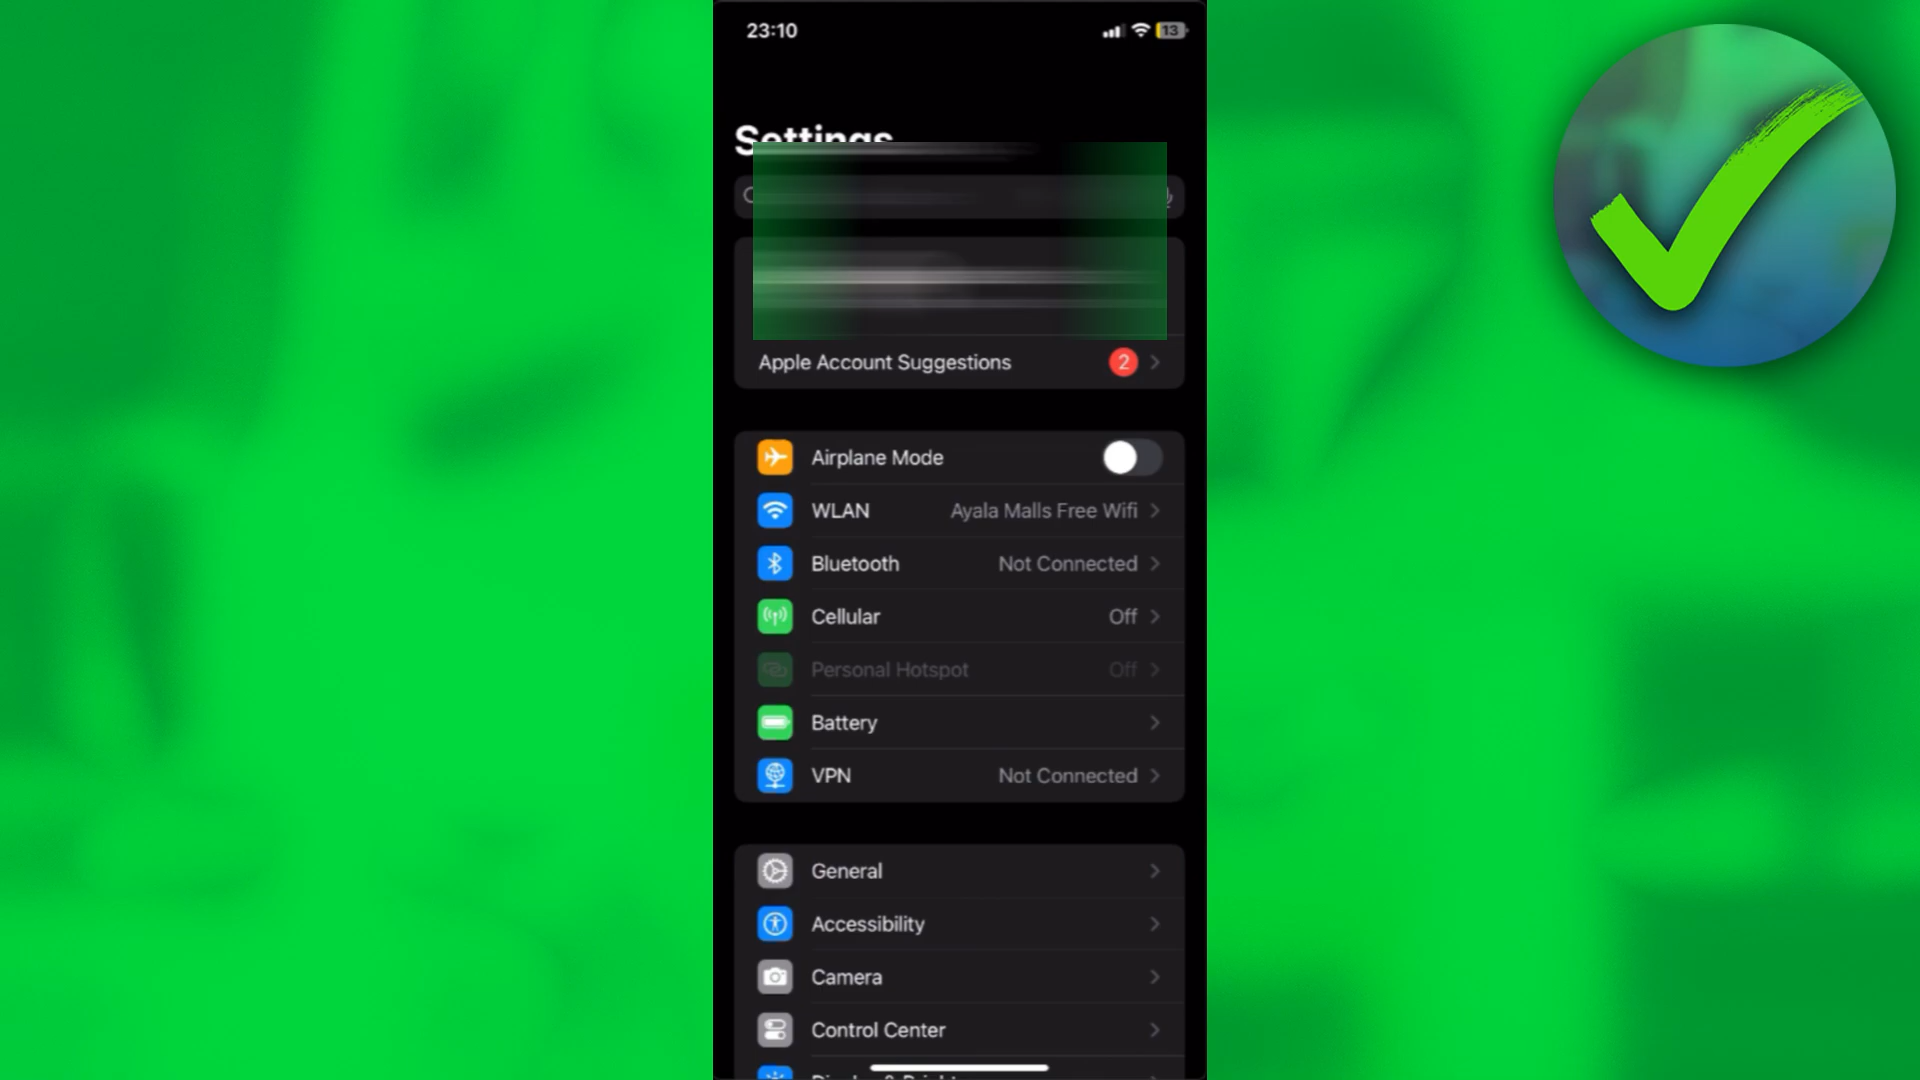 23:10
13
Settings
Apple Account Suggestions
2
Airplane Mode
WLAN Ayala Malls Free Wifi
Bluetooth Not Connected
Cellular Off
Personal Hotspot Off
Battery
VPN Not Connected
General
Accessibility
Camera
Control Center